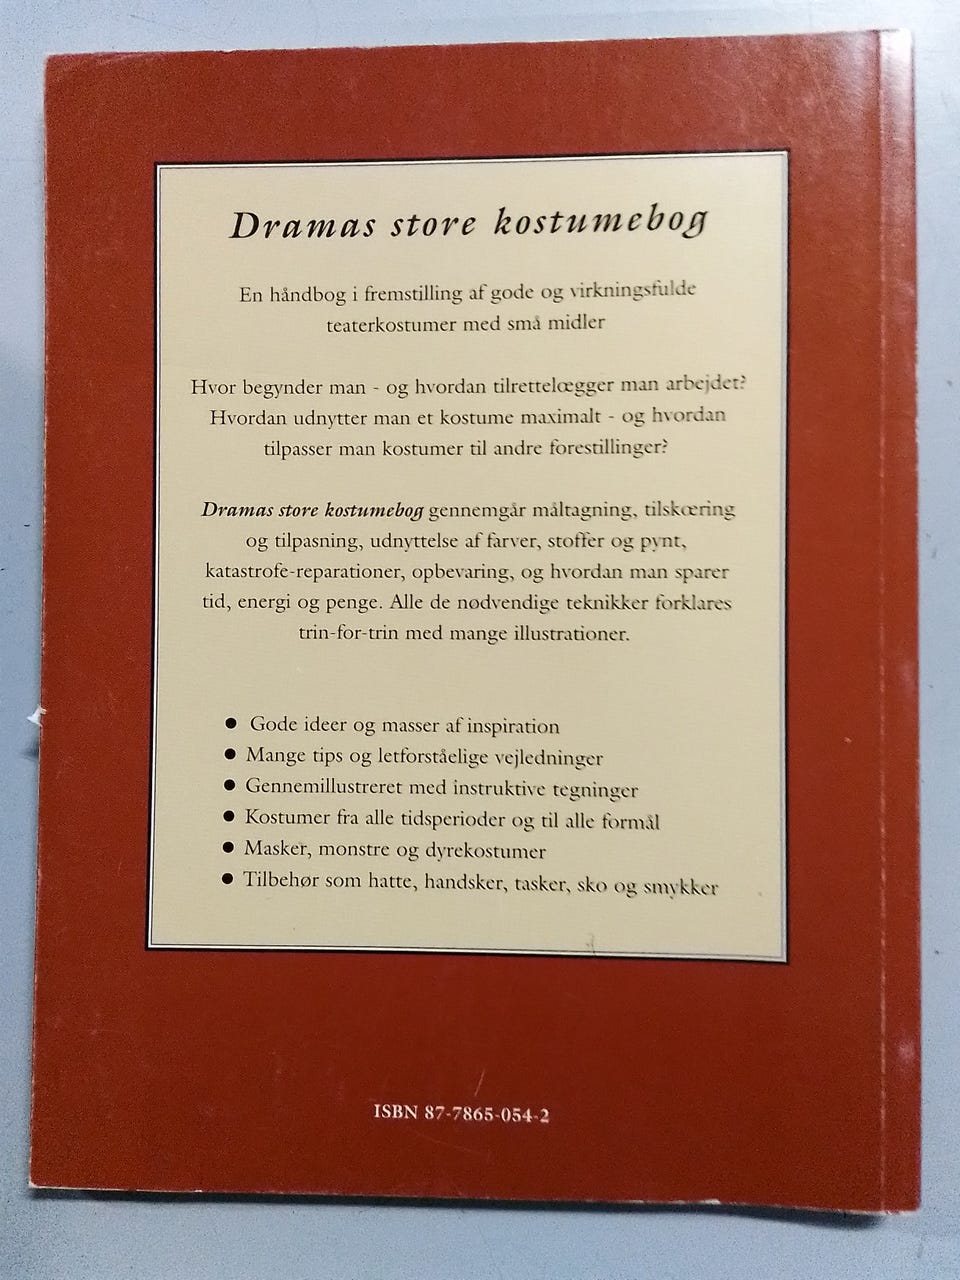 Dramas store kostumebog
En håndbog i fremstilling af gode og virkningsfulde
teaterkostumer med små midler
Hvor begynder man - og hvordan tilrettelægger man arbejdet?
Hvordan udnytter man et kostume maximalt - og hvordan
tilpasser man kostumer til andre forestillinger?
Dramas store kostumebog gennemgår måltagning, tilskæring
og tilpasning, udnyttelse af farver, stoffer og pynt,
katastrofe-reparationer, opbevaring, og hvordan man sparer
tid, energi og penge. Alle de nødvendige teknikker forklares
trin-for-trin med mange illustrationer.
● Gode ideer og masser af inspiration
● Mange tips og letforståelige vejledninger
● Gennemillustreret med instruktive tegninger
● Kostumer fra alle tidsperioder og til alle formål
● Masker, monstre og dyrekostumer
● Tilbehør som hatte, handsker, tasker, sko og smykker
ISBN 87-7865-054-2